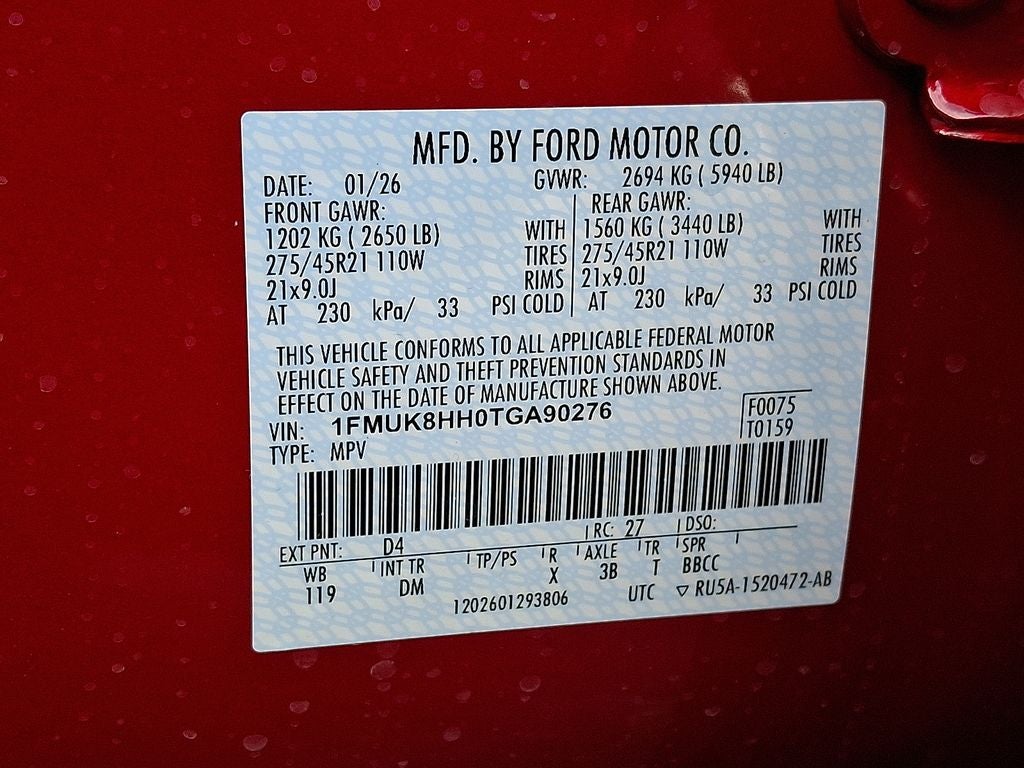 MFD. BY FORD MOTOR CO.
DATE: 01/26 GVWR: 2694 KG ( 5940 LB)
FRONT GAWR: REAR GAWR:
1202 KG ( 2650 LB) WITH 1560 KG ( 3440 LB) WITH
275/45R21 110W TIRES 275/45R21 110W TIRES
21x9.0J RIMS 21x9.0J RIMS
AT 230 kPa/ 33 PSI COLD AT 230 kPa/ 33 PSI COLD
THIS VEHICLE CONFORMS TO ALL APPLICABLE FEDERAL MOTOR
VEHICLE SAFETY AND THEFT PREVENTION STANDARDS IN
EFFECT ON THE DATE OF MANUFACTURE SHOWN ABOVE.
VIN: 1FMUK8HH0TGA90276 F0075
TYPE: MPV T0159
EXT PNT: D4 RC: 27 DSO:
WB INT TR TP/PS R AXLE TR SPR
119 DM X 3B T BBCC
1202601293806 UTC ▽ RU5A-1520472-AB